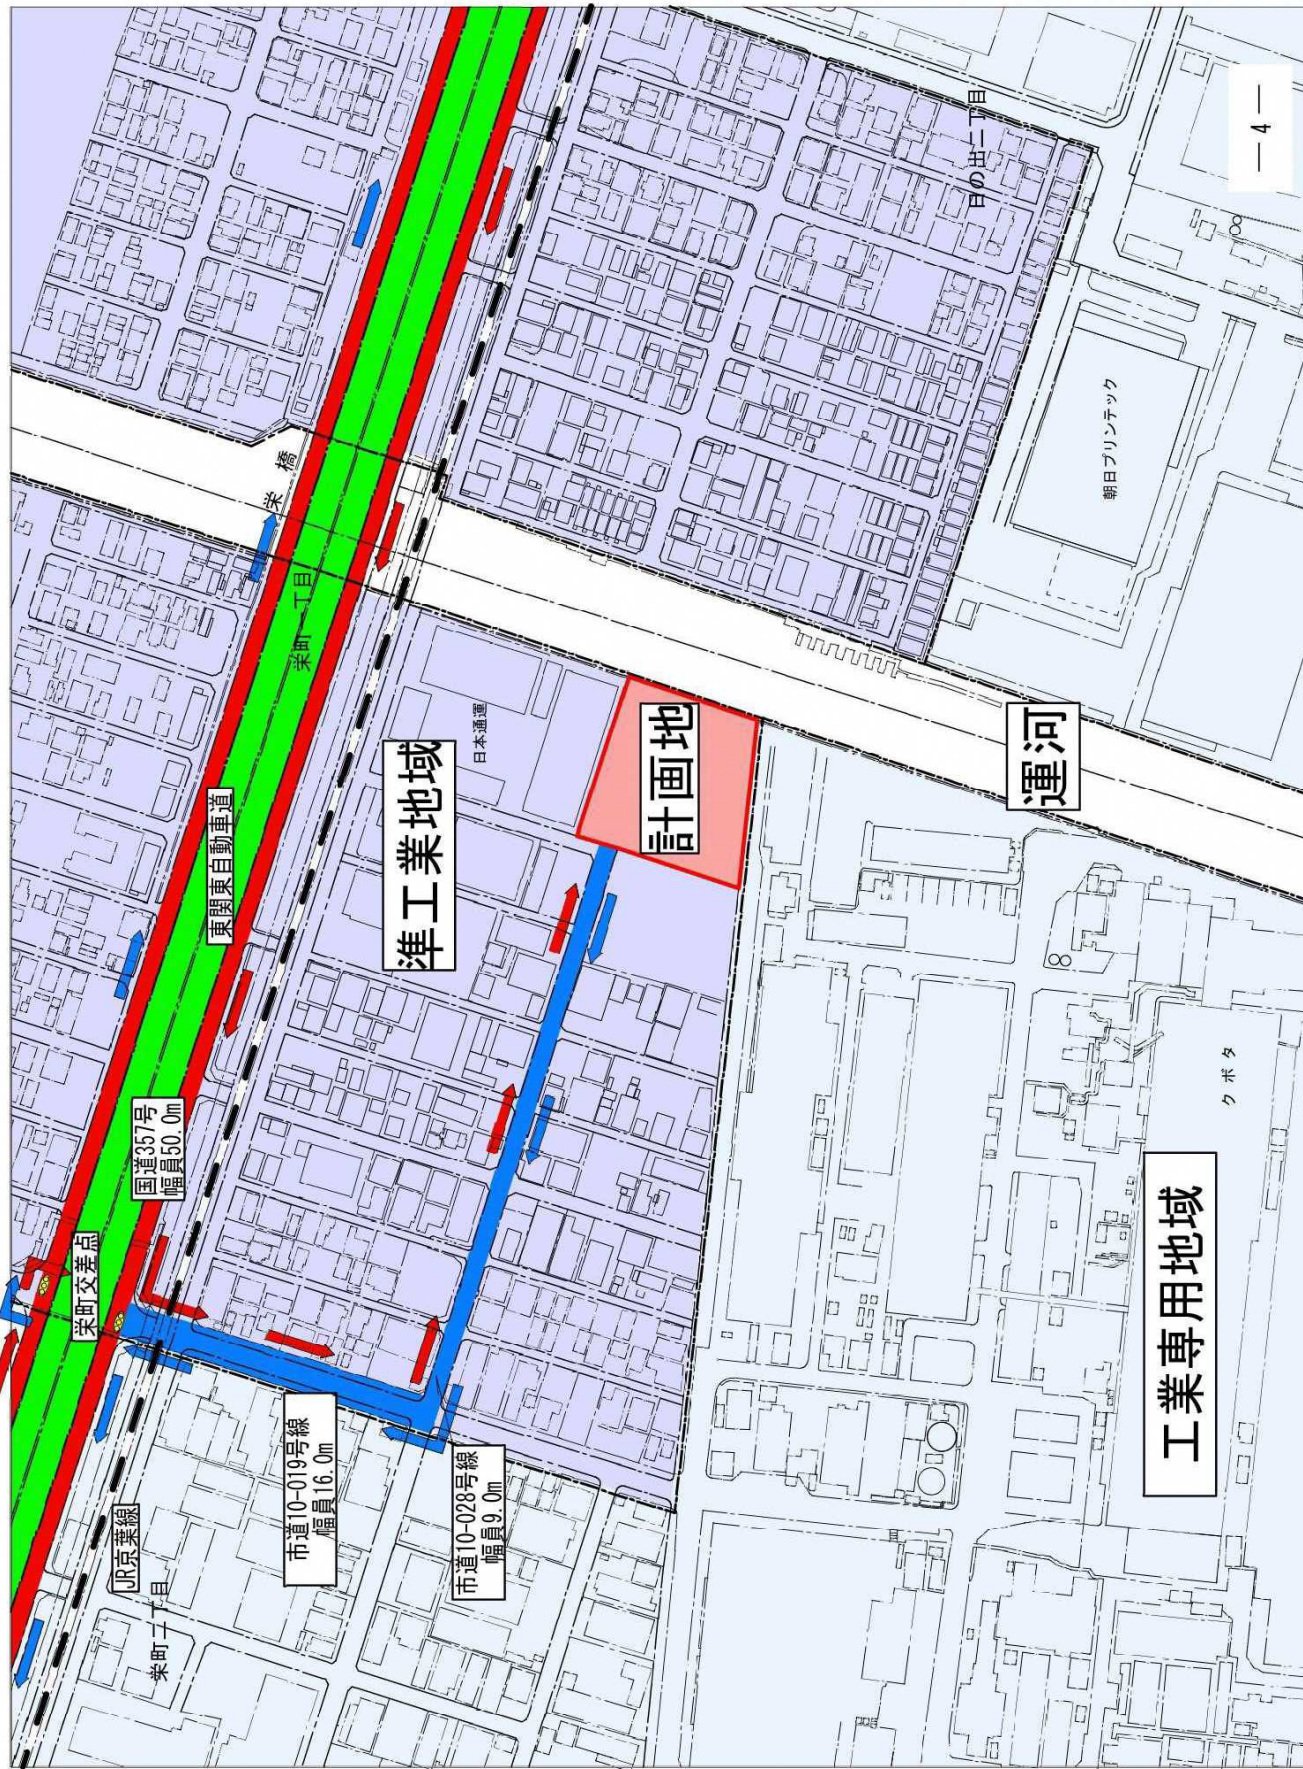 栄町交差点
国道357号
幅員50.0m
東関東自動車道
栄橋
栄町一丁目
JR京葉線
栄町二丁目
市道10-019号線
幅員16.0m
市道10-028号線
幅員9.0m
準工業地域
日本通運
計画地
運河
日の出二丁目
朝日プリンテック
クボタ
8
工業専用地域
― 4 ―